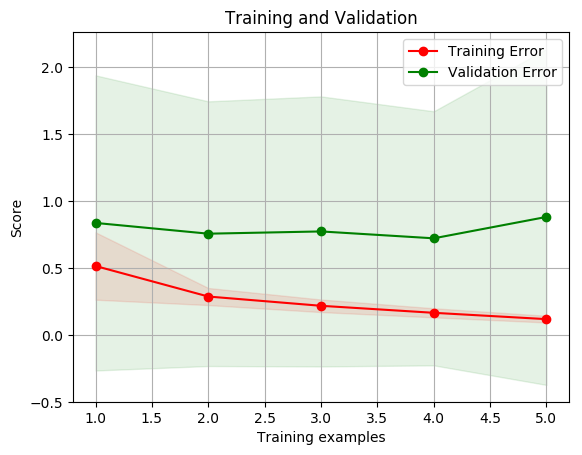 Training and Validation
Training Error
Validation Error
Score
2.0
1.5
1.0
0.5
0.0
−0.5
1.0 1.5 2.0 2.5 3.0 3.5 4.0 4.5 5.0
Training examples